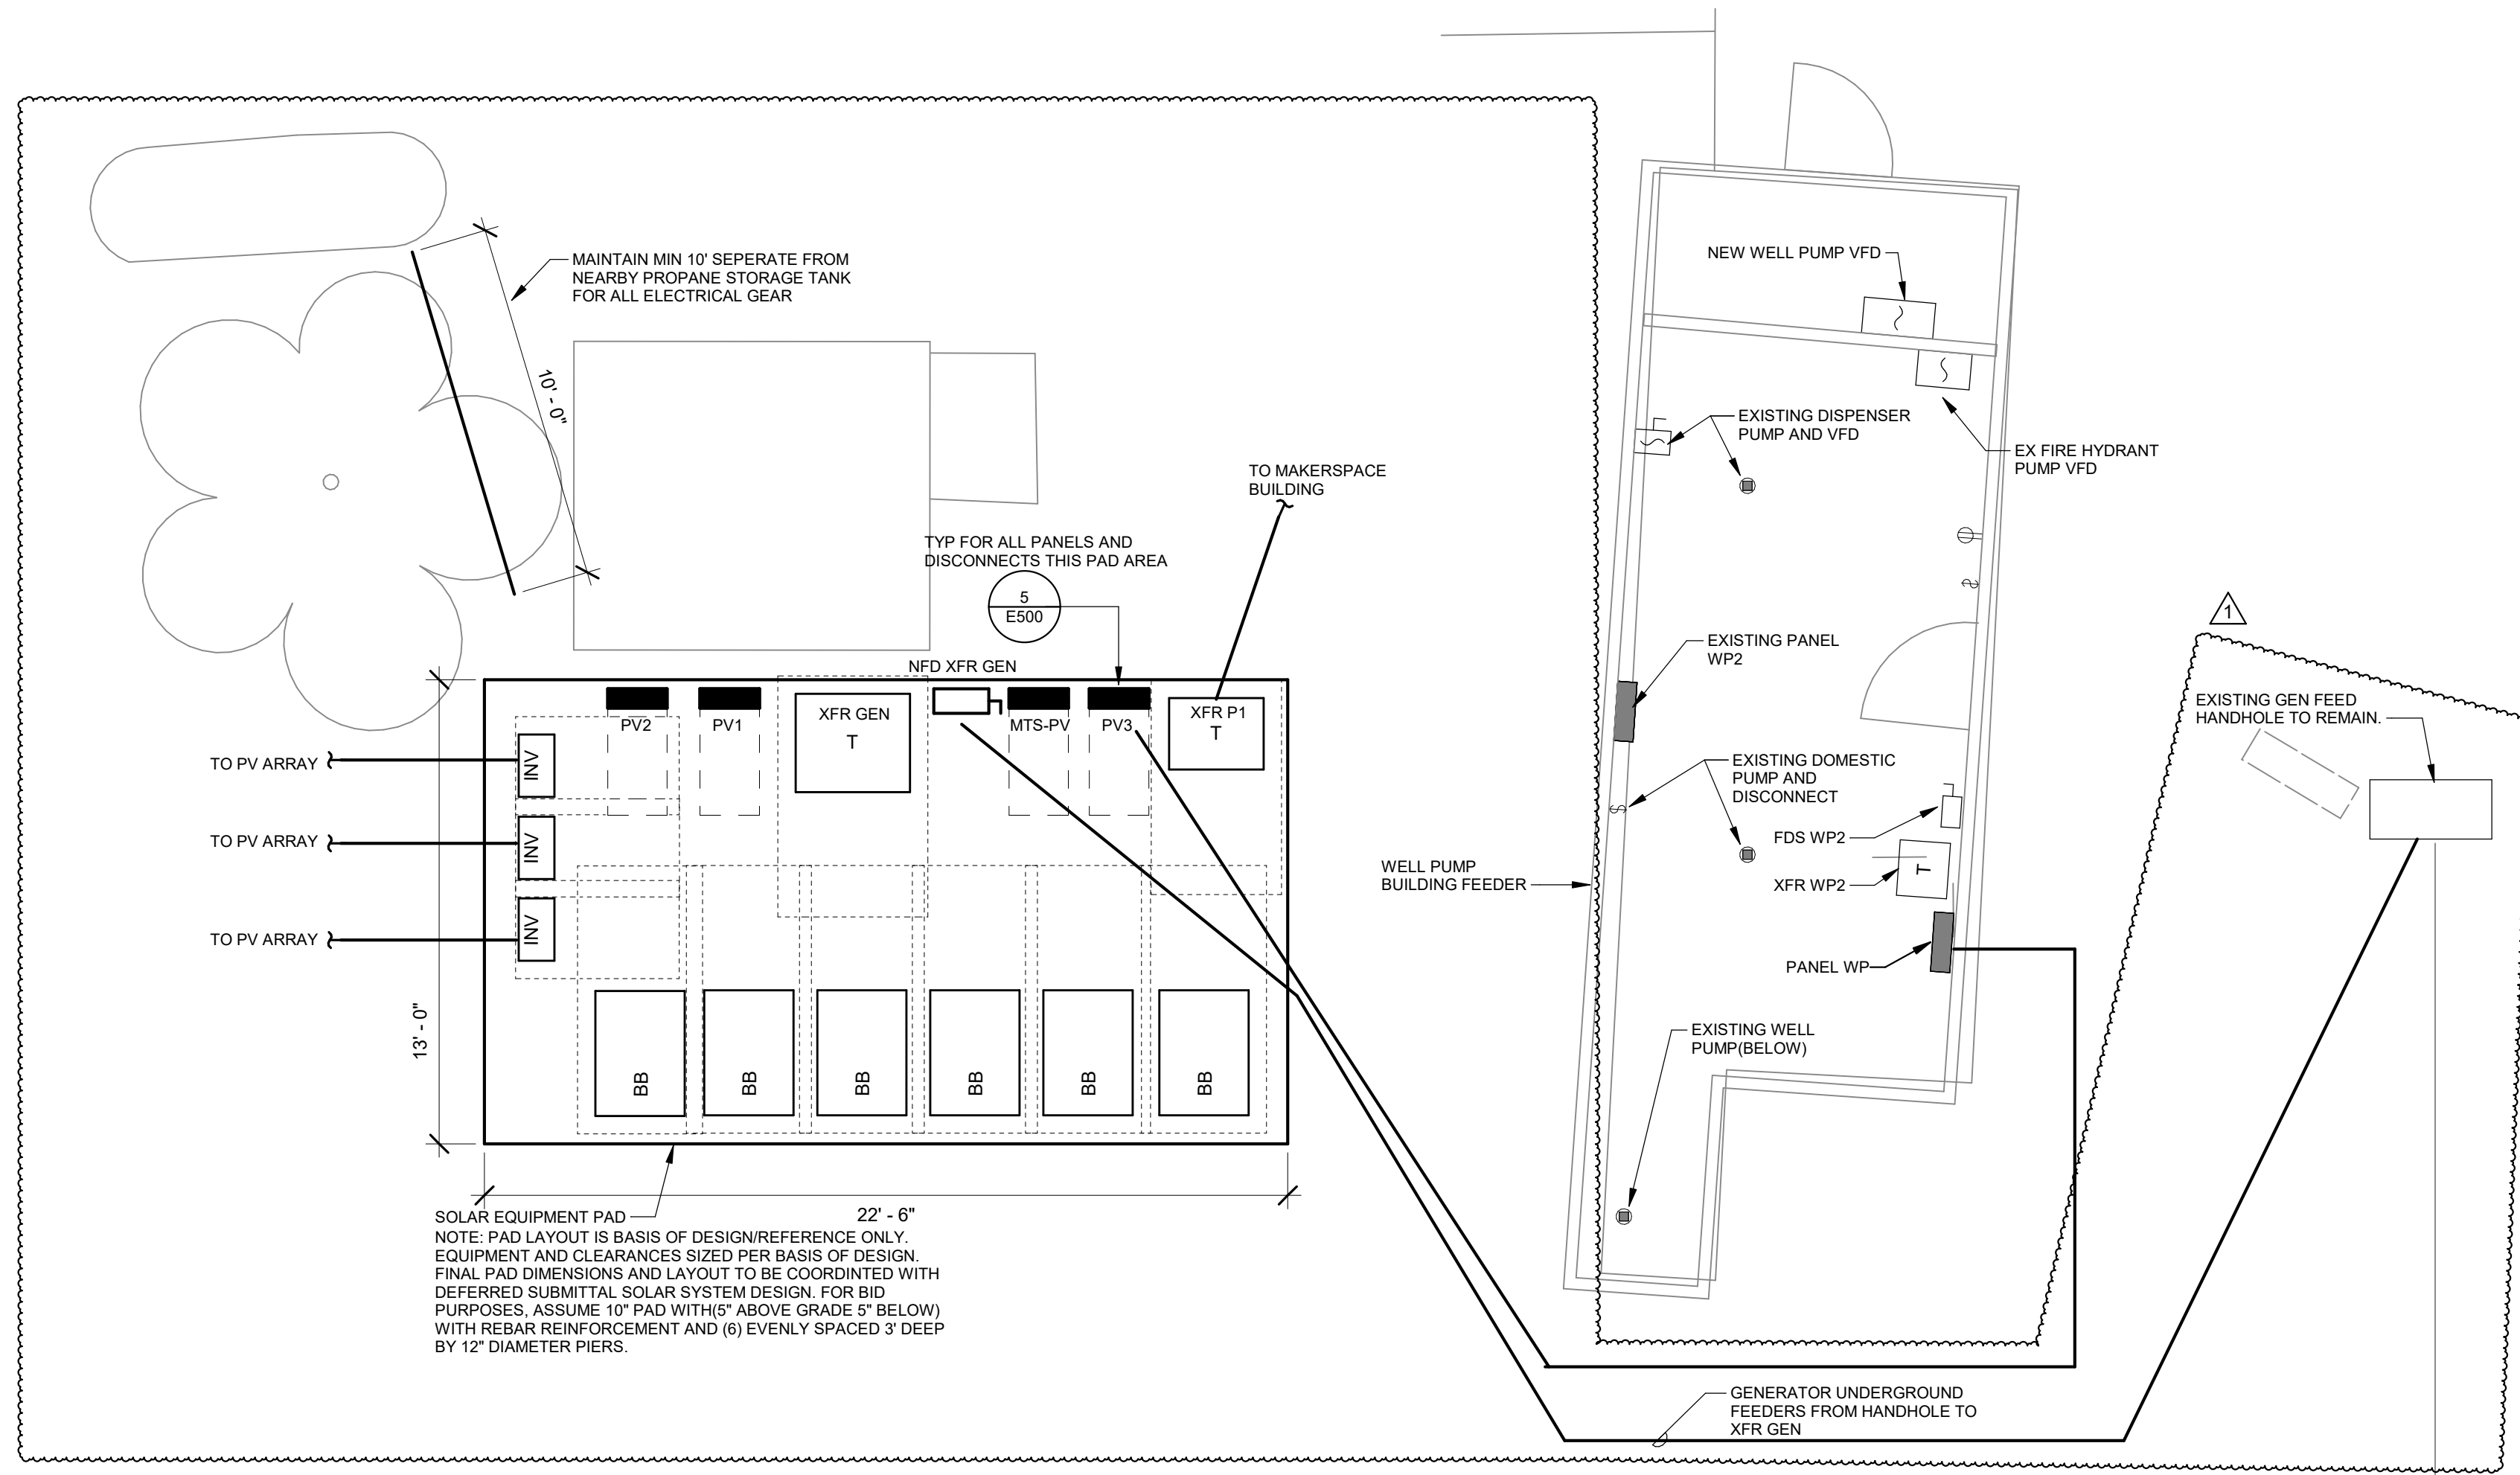 MAINTAIN MIN 10' SEPERATE FROM
NEARBY PROPANE STORAGE TANK
FOR ALL ELECTRICAL GEAR
10' - 0"
NEW WELL PUMP VFD
EXISTING DISPENSER
PUMP AND VFD
EX FIRE HYDRANT
PUMP VFD
TO MAKERSPACE
BUILDING
TYP FOR ALL PANELS AND
DISCONNECTS THIS PAD AREA
5
E500
1
EXISTING PANEL
WP2
NFD XFR GEN
EXISTING GEN FEED
HANDHOLE TO REMAIN.
PV2
PV1
XFR GEN
T
MTS-PV
PV3
XFR P1
T
TO PV ARRAY
INV
TO PV ARRAY
INV
TO PV ARRAY
INV
EXISTING DOMESTIC
PUMP AND
DISCONNECT
FDS WP2
XFR WP2
T
WELL PUMP
BUILDING FEEDER
PANEL WP
EXISTING WELL
PUMP(BELOW)
13' - 0"
BB
BB
BB
BB
BB
BB
22' - 6"
SOLAR EQUIPMENT PAD
NOTE: PAD LAYOUT IS BASIS OF DESIGN/REFERENCE ONLY.
EQUIPMENT AND CLEARANCES SIZED PER BASIS OF DESIGN.
FINAL PAD DIMENSIONS AND LAYOUT TO BE COORDINTED WITH
DEFERRED SUBMITTAL SOLAR SYSTEM DESIGN. FOR BID
PURPOSES, ASSUME 10" PAD WITH(5" ABOVE GRADE 5" BELOW)
WITH REBAR REINFORCEMENT AND (6) EVENLY SPACED 3' DEEP
BY 12" DIAMETER PIERS.
GENERATOR UNDERGROUND
FEEDERS FROM HANDHOLE TO
XFR GEN